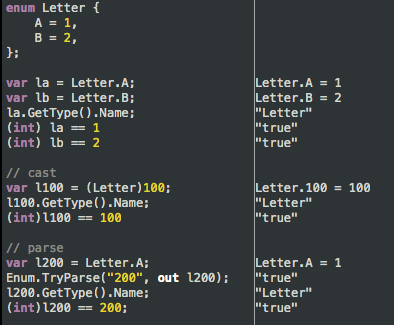 enum Letter {
    A = 1,
    B = 2,
};
var la = Letter.A; Letter.A = 1
var lb = Letter.B; Letter.B = 2
la.GetType().Name; "Letter"
(int) la == 1 "true"
(int) lb == 2 "true"
// cast
var l100 = (Letter)100; Letter.100 = 100
l100.GetType().Name; "Letter"
(int)l100 == 100 "true"
// parse
var l200 = Letter.A; Letter.A = 1
Enum.TryParse("200", out l200); "true"
l200.GetType().Name; "Letter"
(int)l200 == 200; "true"